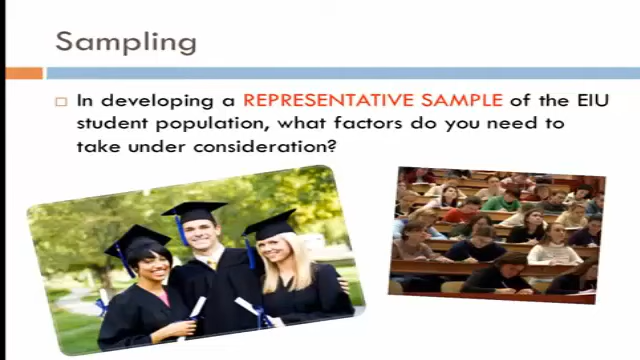 Sampling
In developing a REPRESENTATIVE SAMPLE of the EIU
student population, what factors do you need to
take under consideration?